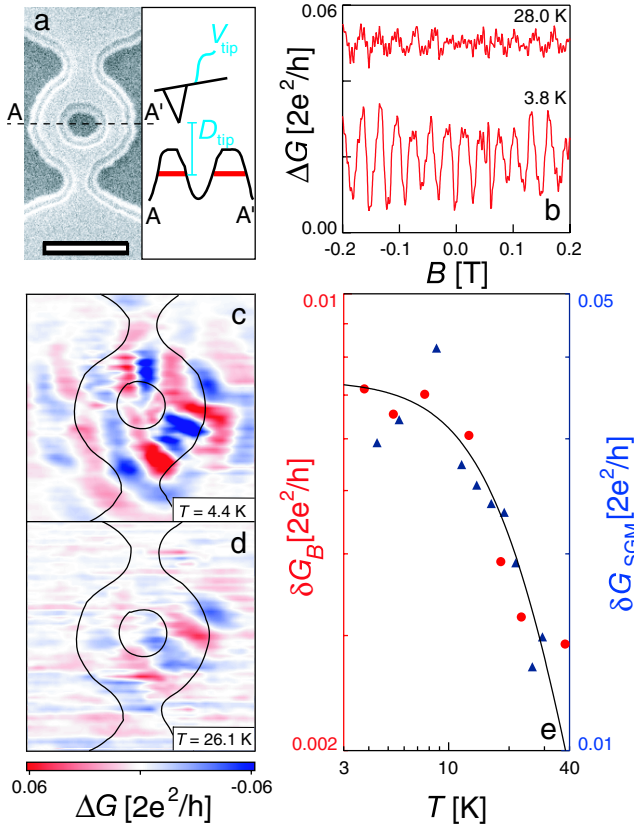 a
V_tip
A
A'
D_tip
A
A'
0.06
ΔG [2e²/h]
0.00
28.0 K
3.8 K
b
-0.2
-0.1
0.0
0.1
0.2
B [T]
c
T = 4.4 K
d
T = 26.1 K
0.06
-0.06
ΔG [2e²/h]
0.01
δG_B [2e²/h]
0.002
0.05
δG_SGM [2e²/h]
0.01
e
3
10
40
T [K]